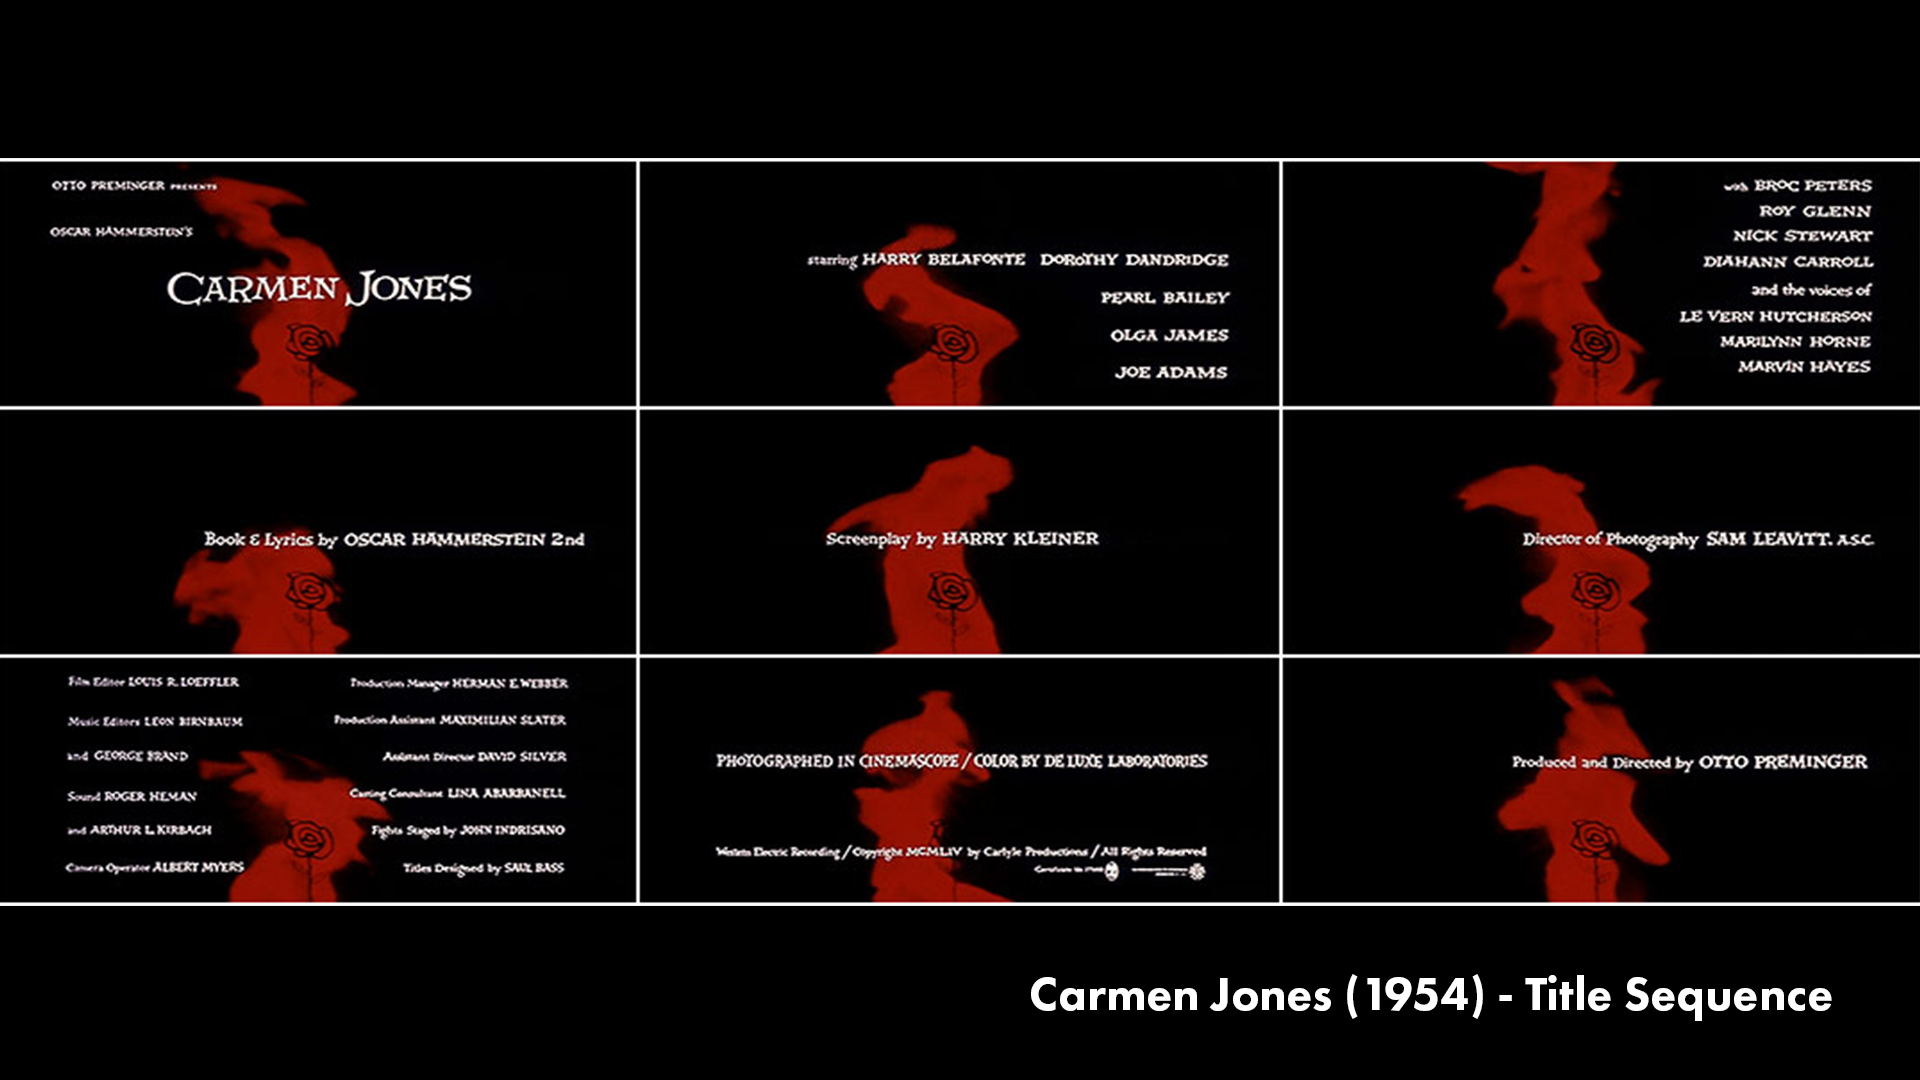 OTTO PREMINGER PRESENTS
OSCAR HAMMERSTEIN'S
CARMEN JONES
starring HARRY BELAFONTE DOROTHY DANDRIDGE
PEARL BAILEY
OLGA JAMES
JOE ADAMS
with BROC PETERS
ROY GLENN
NICK STEWART
DIAHANN CARROLL
and the voices of
LE VERN HUTCHERSON
MARILYNN HORNE
MARVIN HAYES
Book & Lyrics by OSCAR HAMMERSTEIN 2nd
Screenplay by HARRY KLEINER
Director of Photography SAM LEAVITT, A.S.C.
Film Editor LOUIS R. LOEFFLER
Music Editors LEON BIRNBAUM
and GEORGE BRAND
Sound ROGER HEMAN
and ARTHUR L. KIRBACH
Camera Operator ALBERT MYERS
Production Manager HERMAN E. WEBBER
Production Assistant MAXIMILIAN SLATER
Assistant Director DAVID SILVER
Casting Consultant LINA ABARBANELL
Fights Staged by JOHN INDRISANO
Titles Designed by SAUL BASS
PHOTOGRAPHED IN CINEMASCOPE / COLOR BY DE LUXE LABORATORIES
Western Electric Recording / Copyright MCMLIV by Carlyle Productions / All Rights Reserved
Produced and Directed by OTTO PREMINGER
Carmen Jones (1954) - Title Sequence